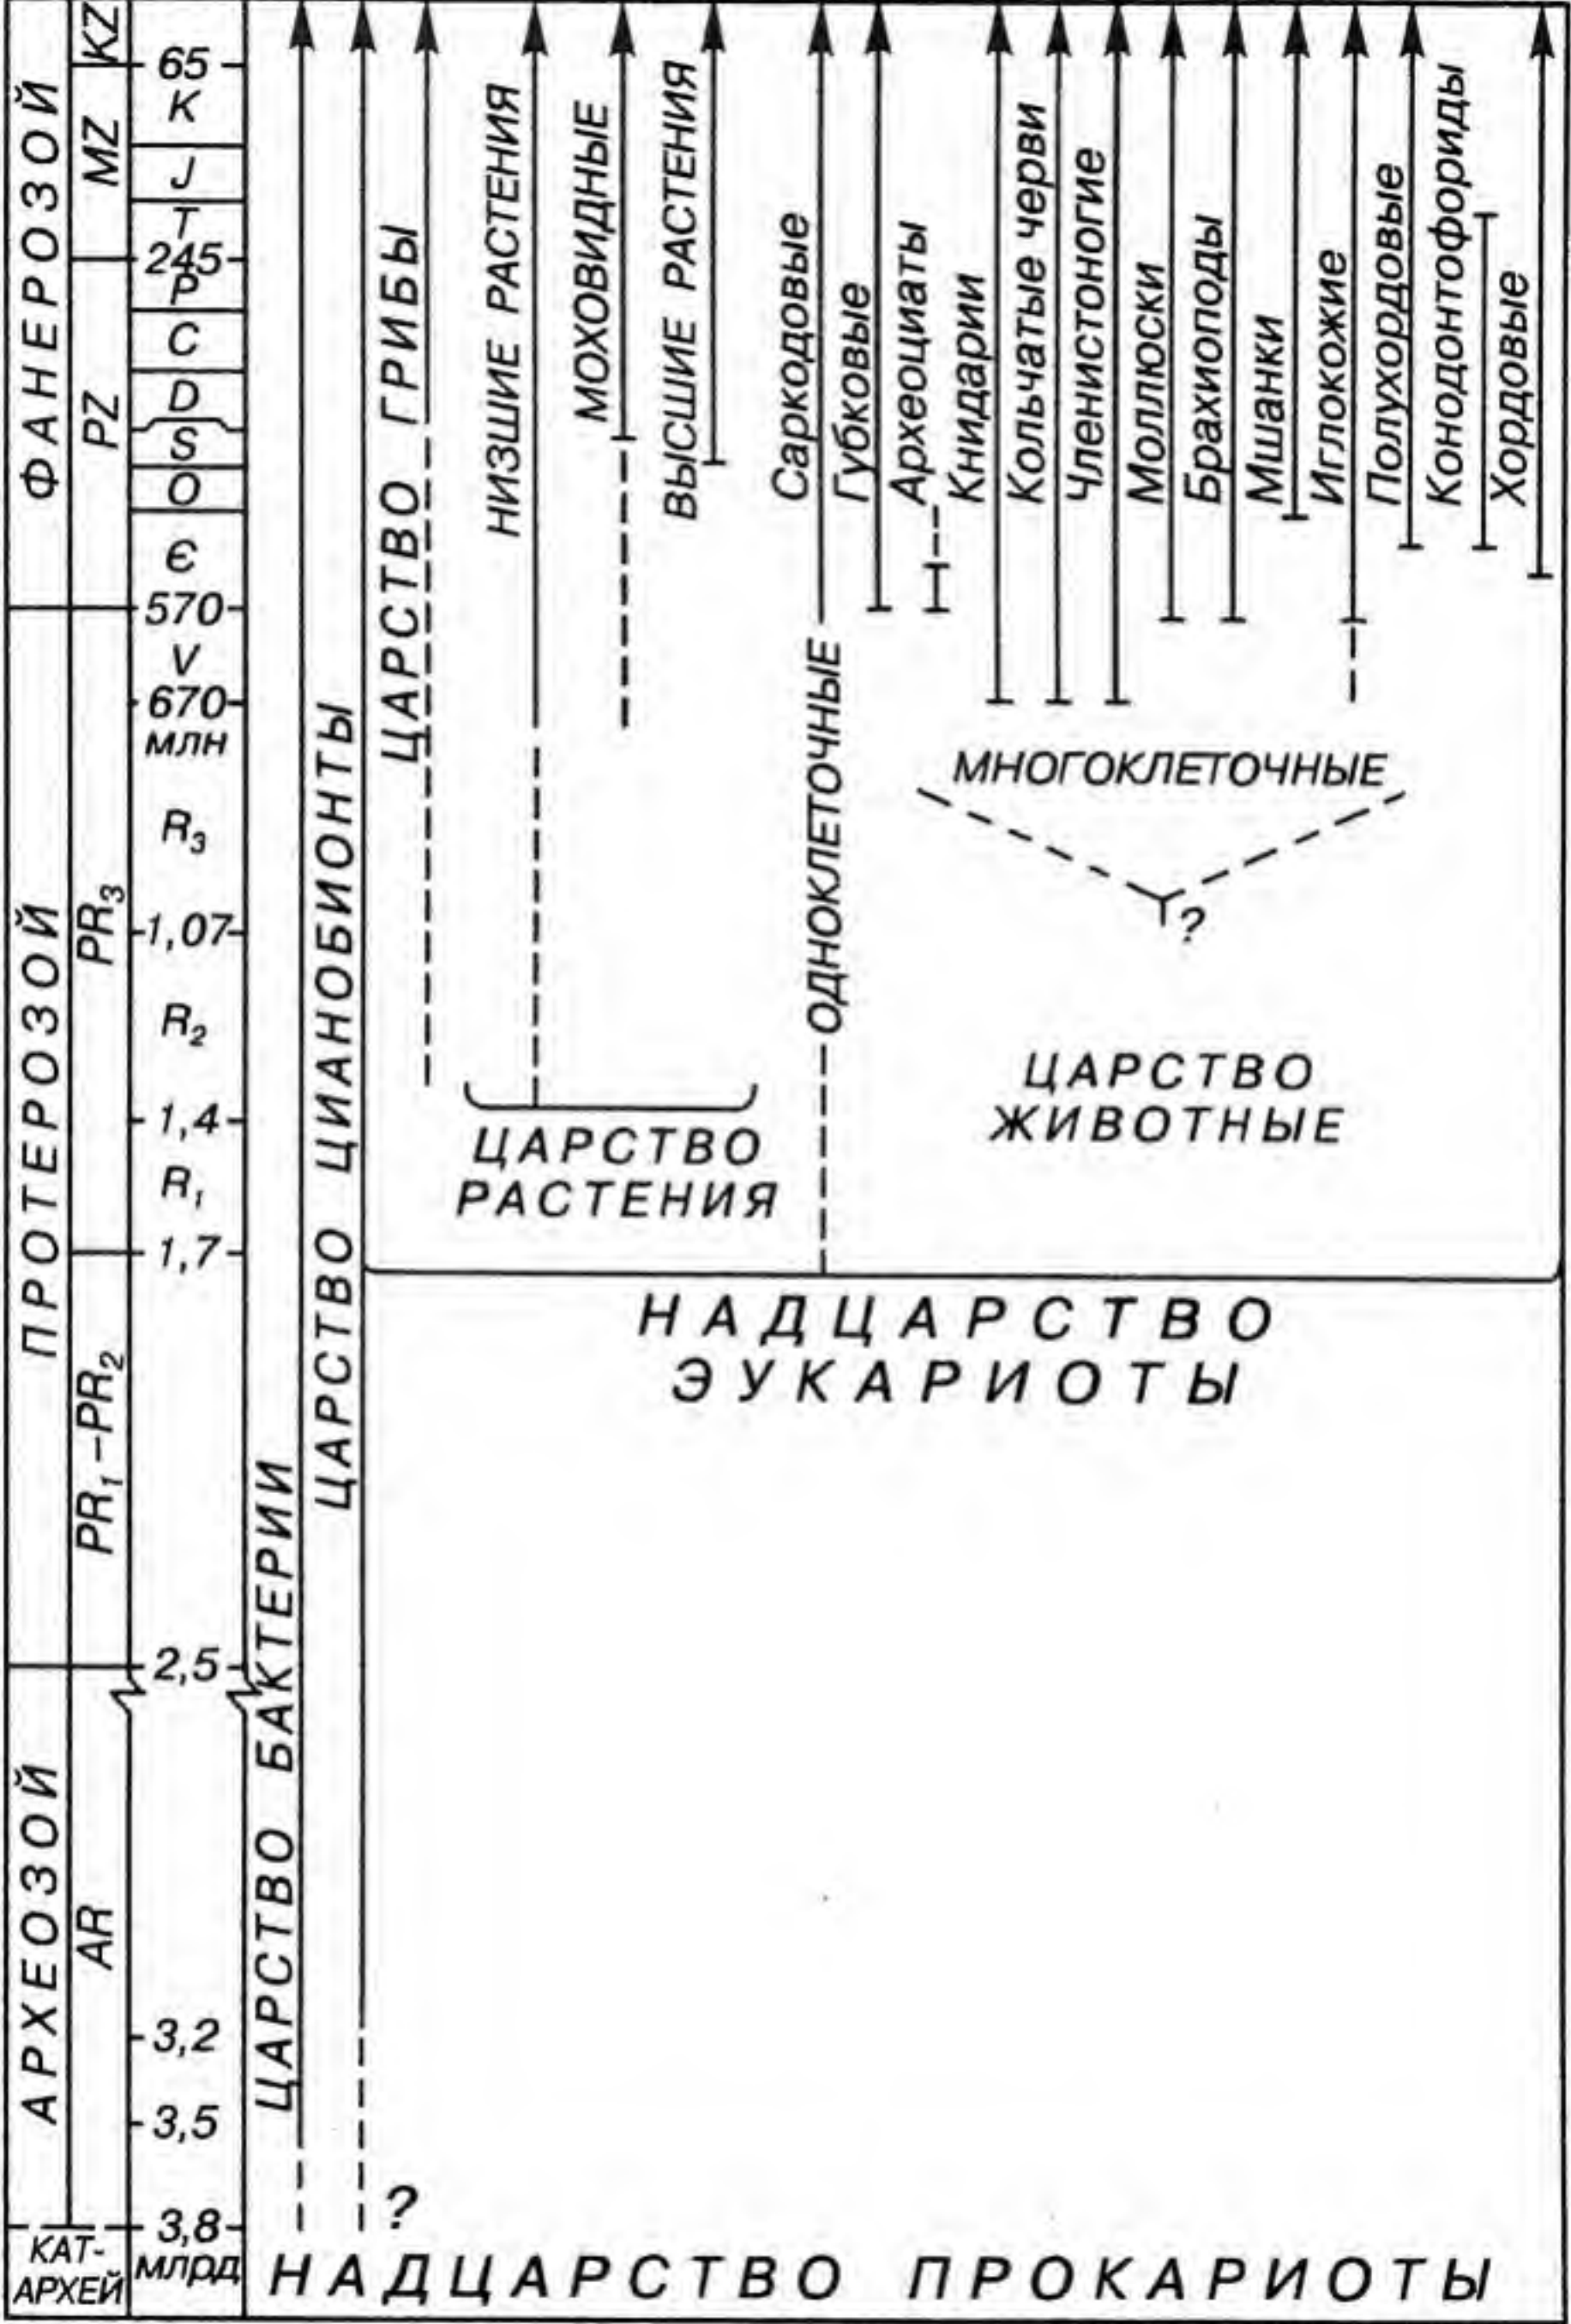 ФАНЕРОЗОЙ
ПРОТЕРОЗОЙ
АРХЕОЗОЙ
КАТ-
АРХЕЙ
KZ
MZ
PZ
PR₃
PR₁–PR₂
AR
65
K
J
T
245
P
C
D
S
O
Є
570
V
670
млн
R₃
1,07
R₂
1,4
R₁
1,7
2,5
3,2
3,5
3,8
млрд
ЦАРСТВО БАКТЕРИИ
ЦАРСТВО ЦИАНОБИОНТЫ
ЦАРСТВО ГРИБЫ
НИЗШИЕ РАСТЕНИЯ
МОХОВИДНЫЕ
ВЫСШИЕ РАСТЕНИЯ
Саркодовые
Губковые
Археоциаты
Книдарии
Кольчатые черви
Членистоногие
Моллюски
Брахиоподы
Мшанки
Иглокожие
Полухордовые
Конодонтофориды
Хордовые
ОДНОКЛЕТОЧНЫЕ
МНОГОКЛЕТОЧНЫЕ
?
ЦАРСТВО
ЖИВОТНЫЕ
ЦАРСТВО
РАСТЕНИЯ
НАДЦАРСТВО
ЭУКАРИОТЫ
?
НАДЦАРСТВО ПРОКАРИОТЫ